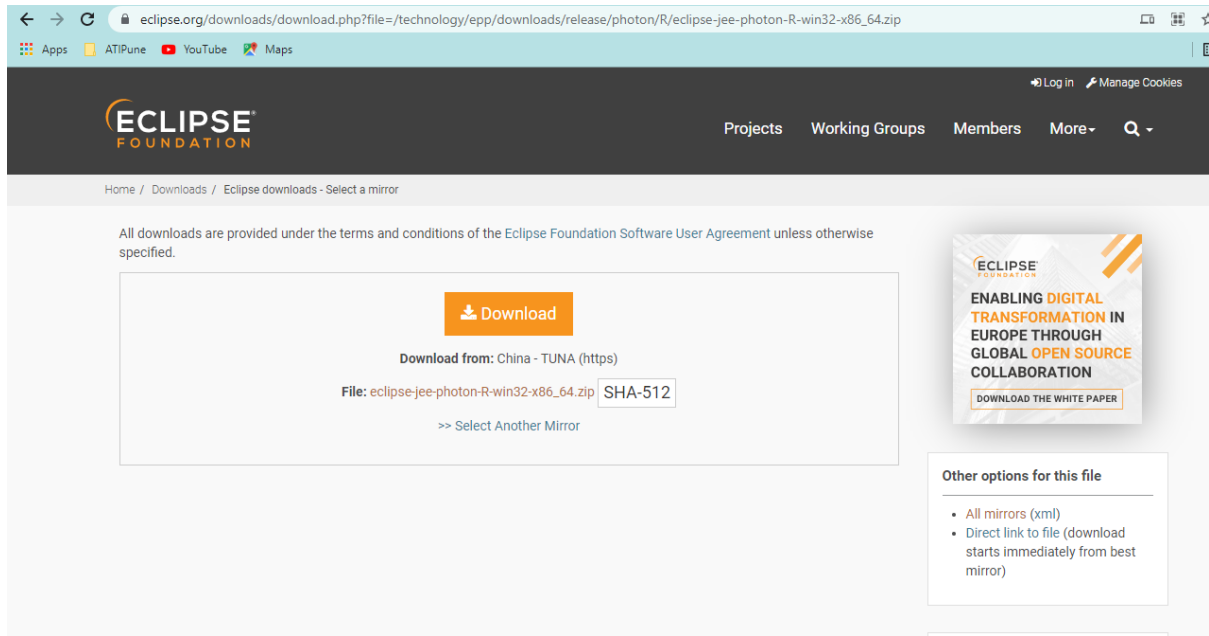 eclipse.org/downloads/download.php?file=/technology/epp/downloads/release/photon/R/eclipse-jee-photon-R-win32-x86_64.zip
Apps ATIPune YouTube Maps
Log in Manage Cookies
ECLIPSE®
FOUNDATION
Projects Working Groups Members More
Home / Downloads / Eclipse downloads - Select a mirror
All downloads are provided under the terms and conditions of the Eclipse Foundation Software User Agreement unless otherwise
specified.
Download
Download from: China - TUNA (https)
File: eclipse-jee-photon-R-win32-x86_64.zip SHA-512
>> Select Another Mirror
ECLIPSE
FOUNDATION
ENABLING DIGITAL
TRANSFORMATION IN
EUROPE THROUGH
GLOBAL OPEN SOURCE
COLLABORATION
DOWNLOAD THE WHITE PAPER
Other options for this file
All mirrors (xml)
Direct link to file (download
starts immediately from best
mirror)